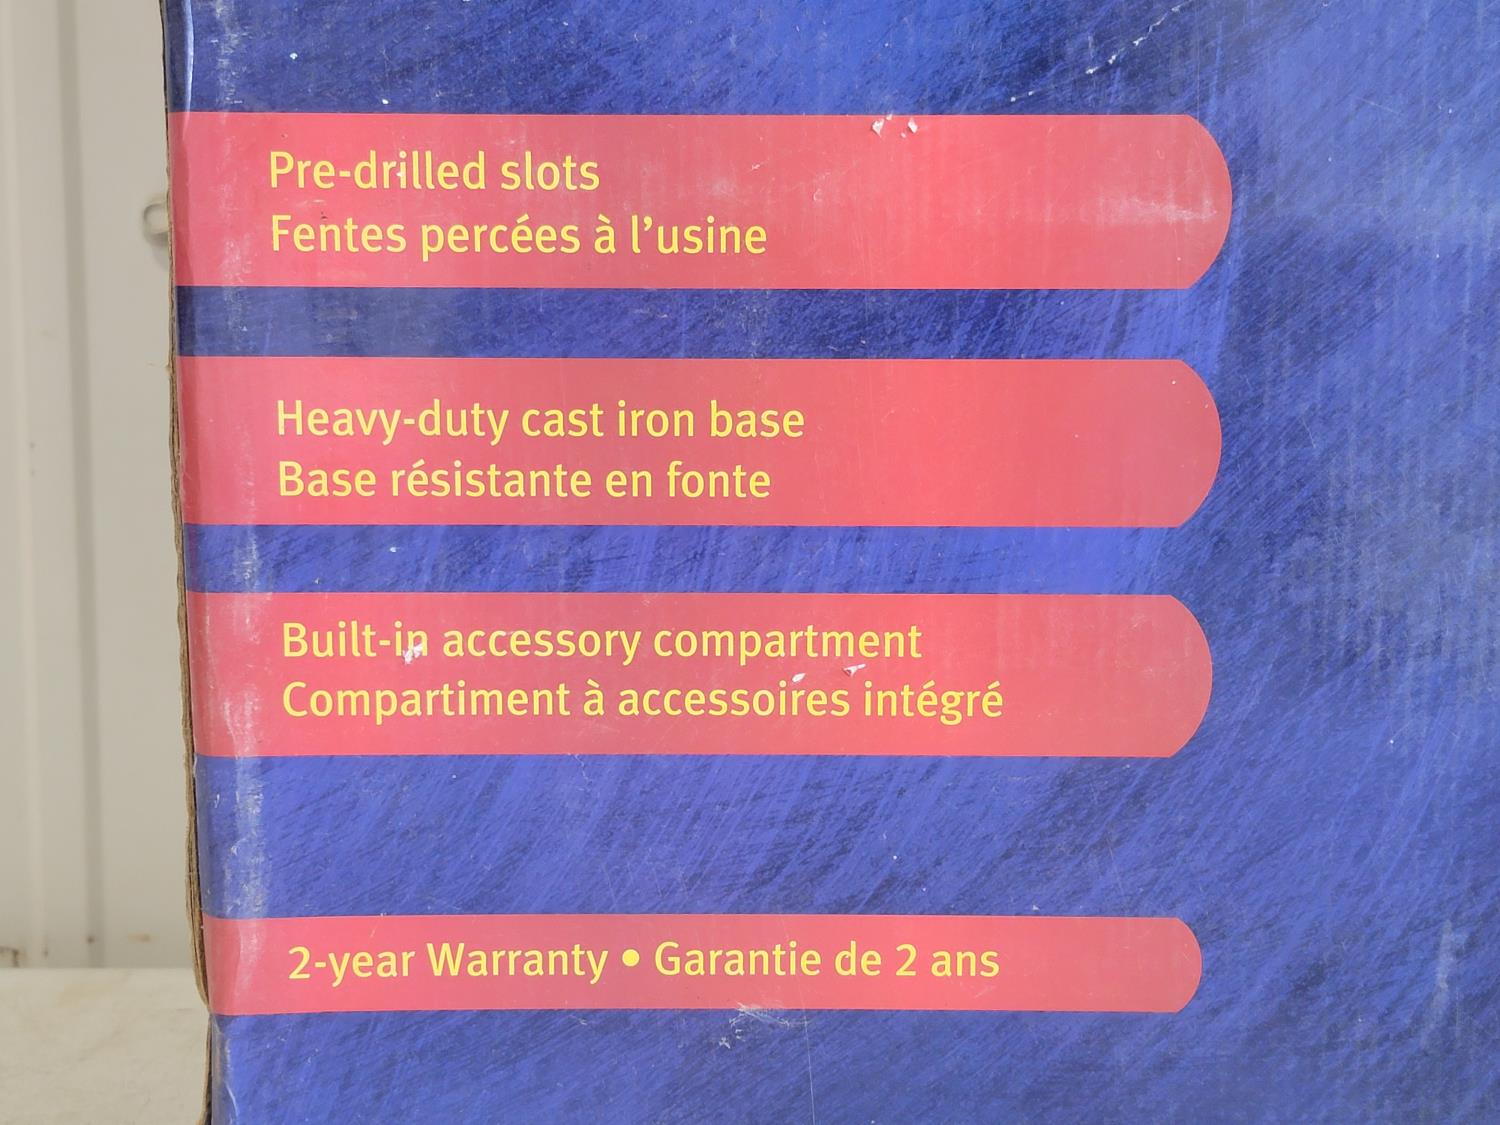 Pre-drilled slots
Fentes percées à l'usine
Heavy-duty cast iron base
Base résistante en fonte
Built-in accessory compartment
Compartiment à accessoires intégré
2-year Warranty • Garantie de 2 ans